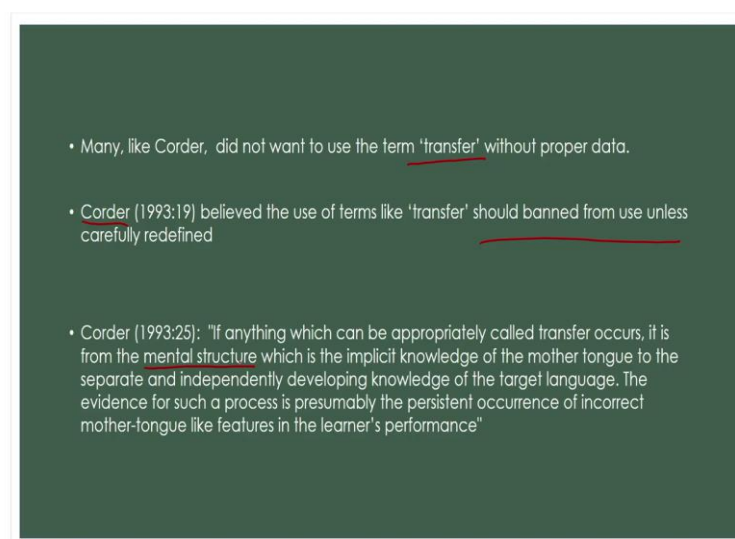 • Many, like Corder, did not want to use the term ‘transfer’ without proper data.
• Corder (1993:19) believed the use of terms like ‘transfer’ should banned from use unless
carefully redefined
• Corder (1993:25): "If anything which can be appropriately called transfer occurs, it is
from the mental structure which is the implicit knowledge of the mother tongue to the
separate and independently developing knowledge of the target language. The
evidence for such a process is presumably the persistent occurrence of incorrect
mother-tongue like features in the learner's performance"